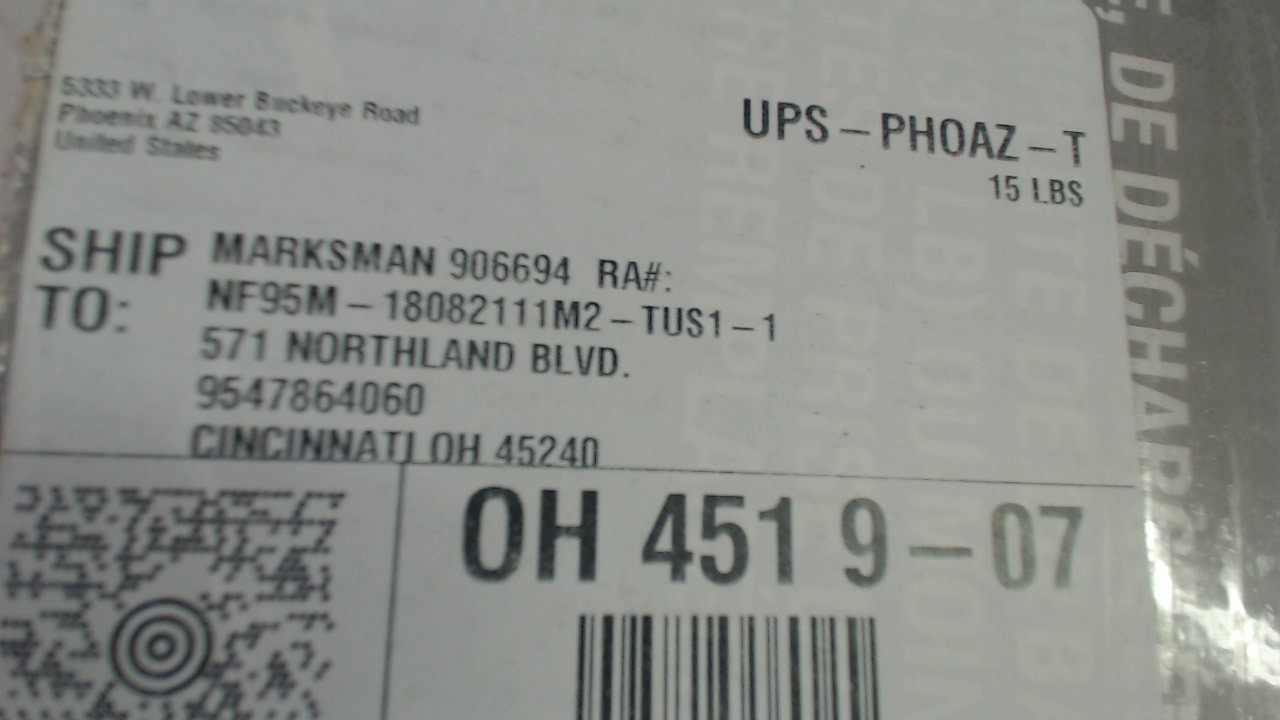 5333 W. Lower Buckeye Road
Phoenix AZ 85043
United States
UPS – PHOAZ – T
15 LBS
SHIP TO:
MARKSMAN 906694 RA#:
NF95M – 18082111M2 – TUS1 – 1
571 NORTHLAND BLVD.
9547864060
CINCINNATI OH 45240
OH 451 9 – 07
DE DÉCHAR